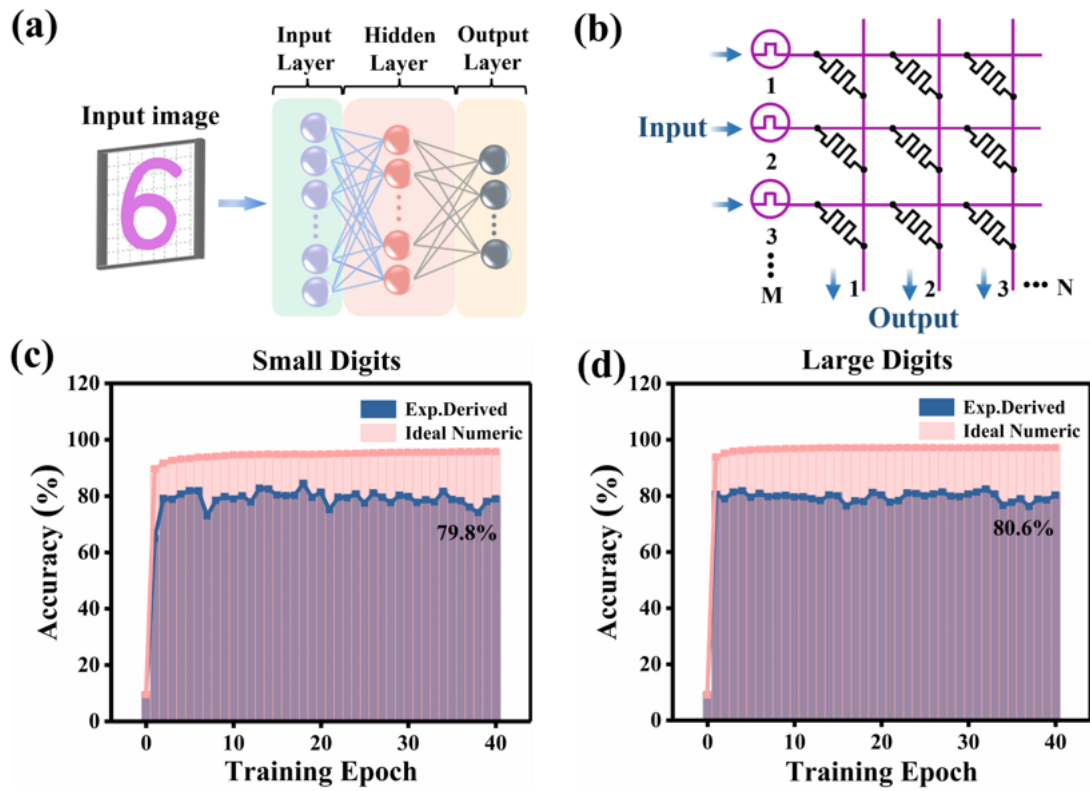 (a)
Input Hidden Output
Layer Layer Layer
Input image
6
(b)
Input
1
2
3
M
1 2 3 ••• N
Output
(c)
Small Digits
Exp.Derived
Ideal Numeric
79.8%
Accuracy (%)
120
100
80
60
40
20
0
0 10 20 30 40
Training Epoch
(d)
Large Digits
Exp.Derived
Ideal Numeric
80.6%
Accuracy (%)
120
100
80
60
40
20
0
0 10 20 30 40
Training Epoch